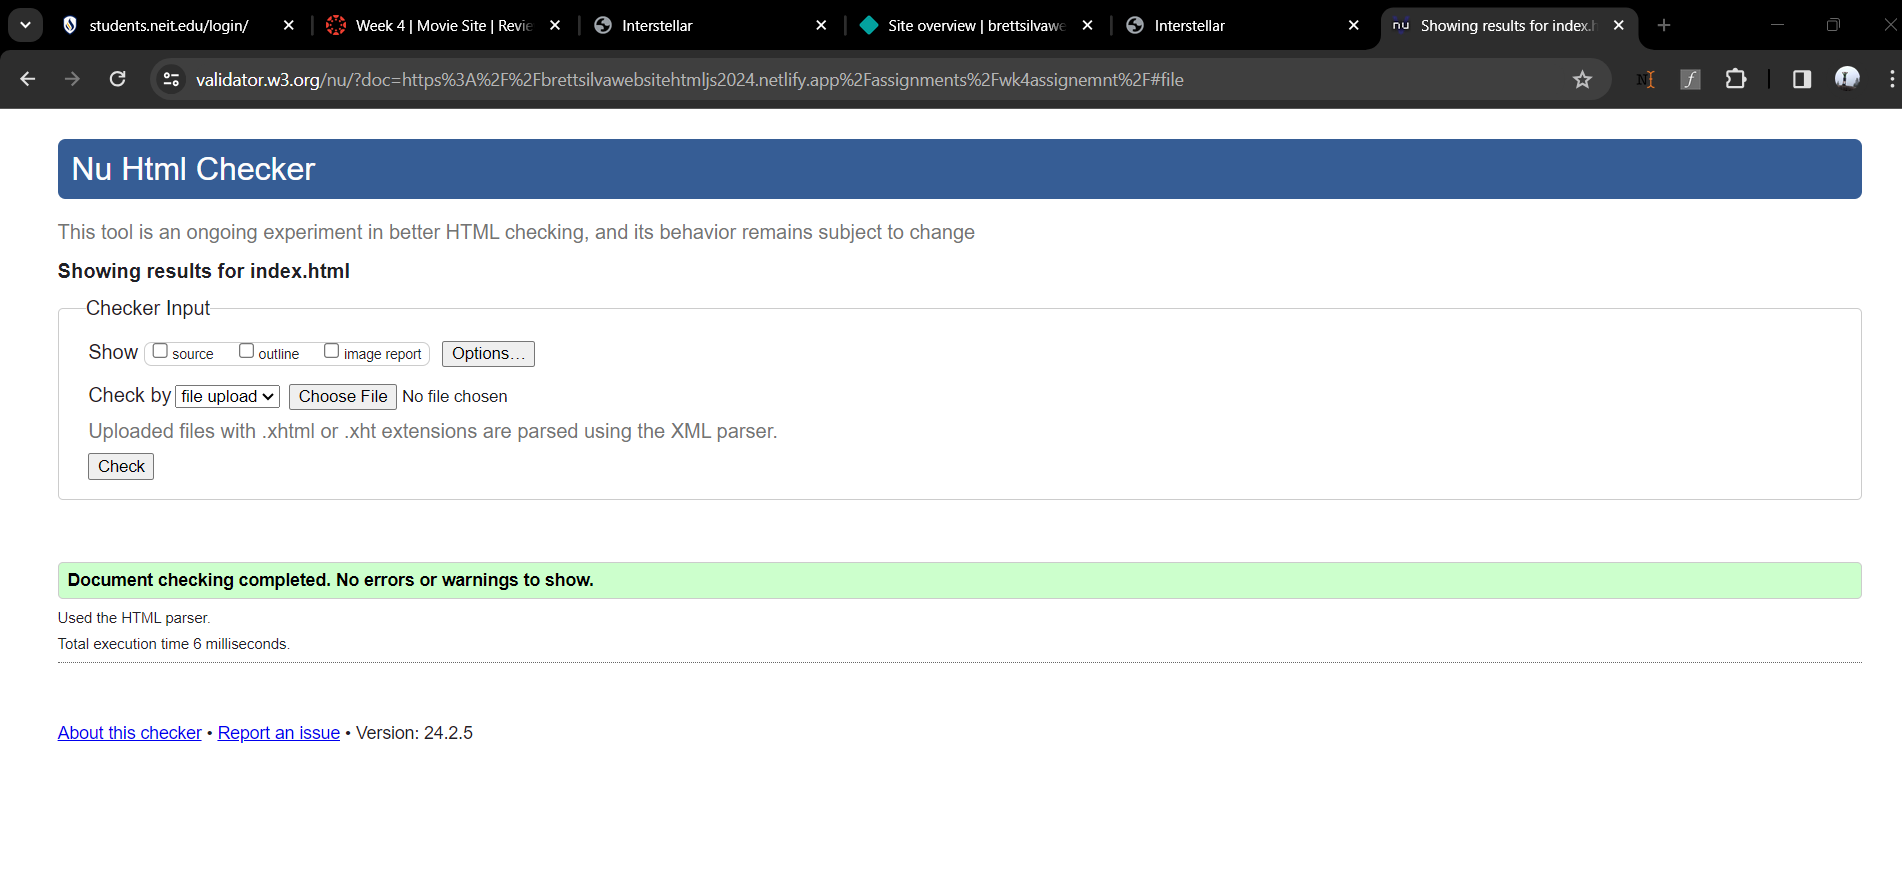 students.neit.edu/login/
Week 4 | Movie Site | Revie
Interstellar
Site overview | brettsilvawe
Interstellar
nu Showing results for index.h
validator.w3.org/nu/?doc=https%3A%2F%2Fbrettsilvawebsitehtmljs2024.netlify.app%2Fassignments%2Fwk4assignemnt%2F#file
Nu Html Checker
This tool is an ongoing experiment in better HTML checking, and its behavior remains subject to change
Showing results for index.html
Checker Input
Show source outline image report Options...
Check by file upload Choose File No file chosen
Uploaded files with .xhtml or .xht extensions are parsed using the XML parser.
Check
Document checking completed. No errors or warnings to show.
Used the HTML parser.
Total execution time 6 milliseconds.
About this checker • Report an issue • Version: 24.2.5